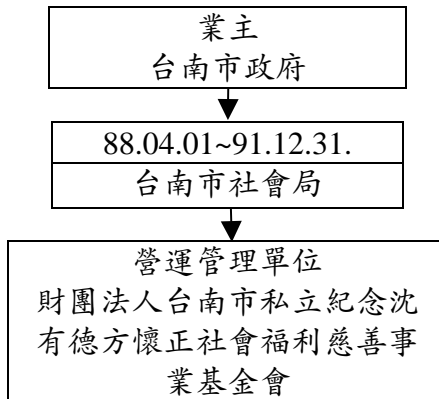 業主
台南市政府
88.04.01~91.12.31.
台南市社會局
營運管理單位
財團法人台南市私立紀念沈
有德方懷正社會福利慈善事
業基金會